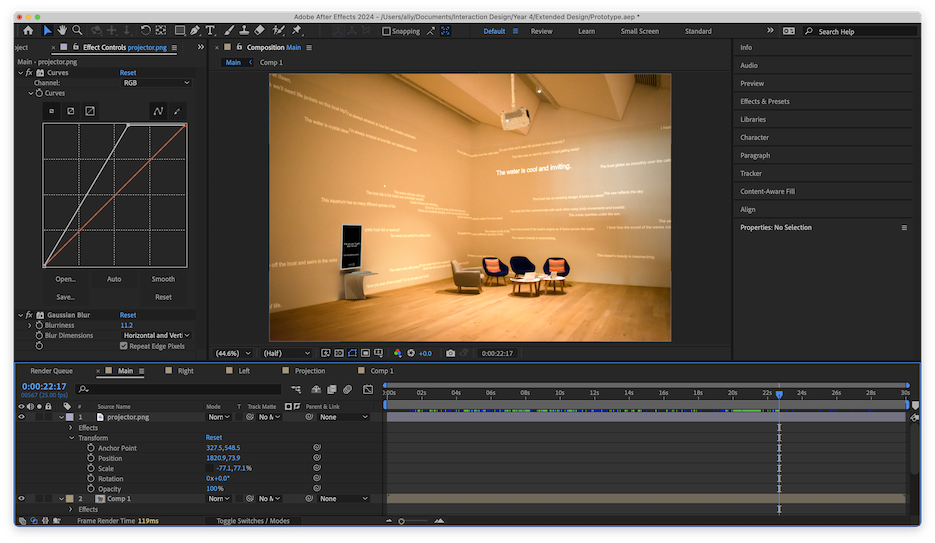 Adobe After Effects 2024 - /Users/ally/Documents/Interaction Design/Year 4/Extended Design/Prototype.aep *
Snapping
Default
Review
Learn
Small Screen
Standard
Search Help
ject
Effect Controls projector.png
Composition Main
Main · projector.png
Main
Comp 1
fx Curves
Reset
Channel:
RGB
Curves
Open...
Auto
Smooth
Save...
Reset
fx Gaussian Blur
Reset
Blurriness
11.2
Blur Dimensions
Horizontal and Verti
Repeat Edge Pixels
The water is cool and inviting.
(44.6%)
(Half)
+0.0
0:00:22:17
Info
Audio
Preview
Effects & Presets
Libraries
Character
Paragraph
Tracker
Content-Aware Fill
Align
Properties: No Selection
Render Queue
Main
Right
Left
Projection
Comp 1
0:00:22:17
00567 (25.00 fps)
:00s
02s
04s
06s
08s
10s
12s
14s
16s
18s
20s
22s
24s
26s
28s
30s
#
Source Name
Mode
T
Track Matte
Parent & Link
1
projector.png
Norm
No M
None
Effects
Transform
Reset
Anchor Point
327.5,548.5
Position
1820.9,73.9
Scale
-77.1,77.1%
Rotation
0x+0.0°
Opacity
100%
2
Comp 1
Norm
No M
None
Effects
Frame Render Time 119ms
Toggle Switches / Modes